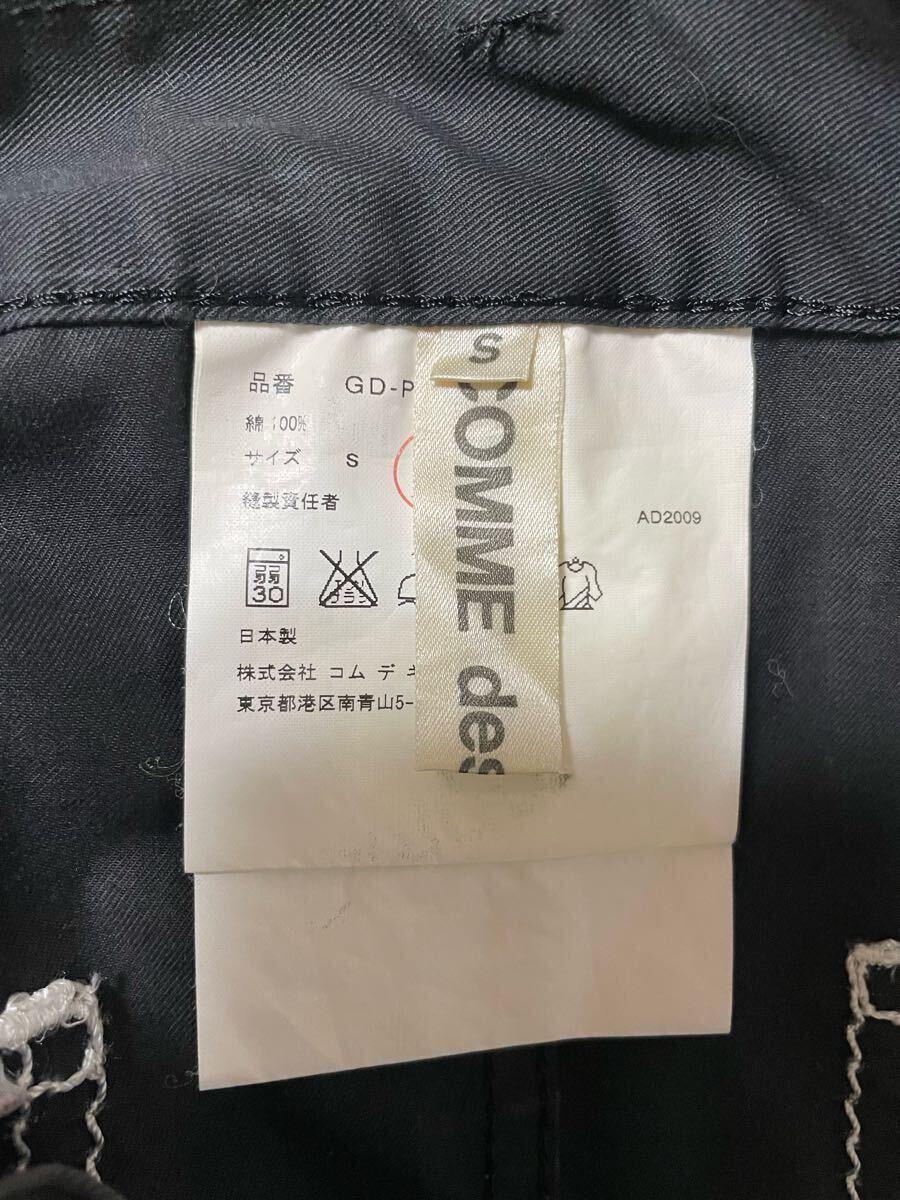 品番 GD-P
綿 100%
サイズ S
縫製責任者
AD2009
弱
30
日本製
株式会社 コム デ
東京都港区南青山5-
S
COMME des